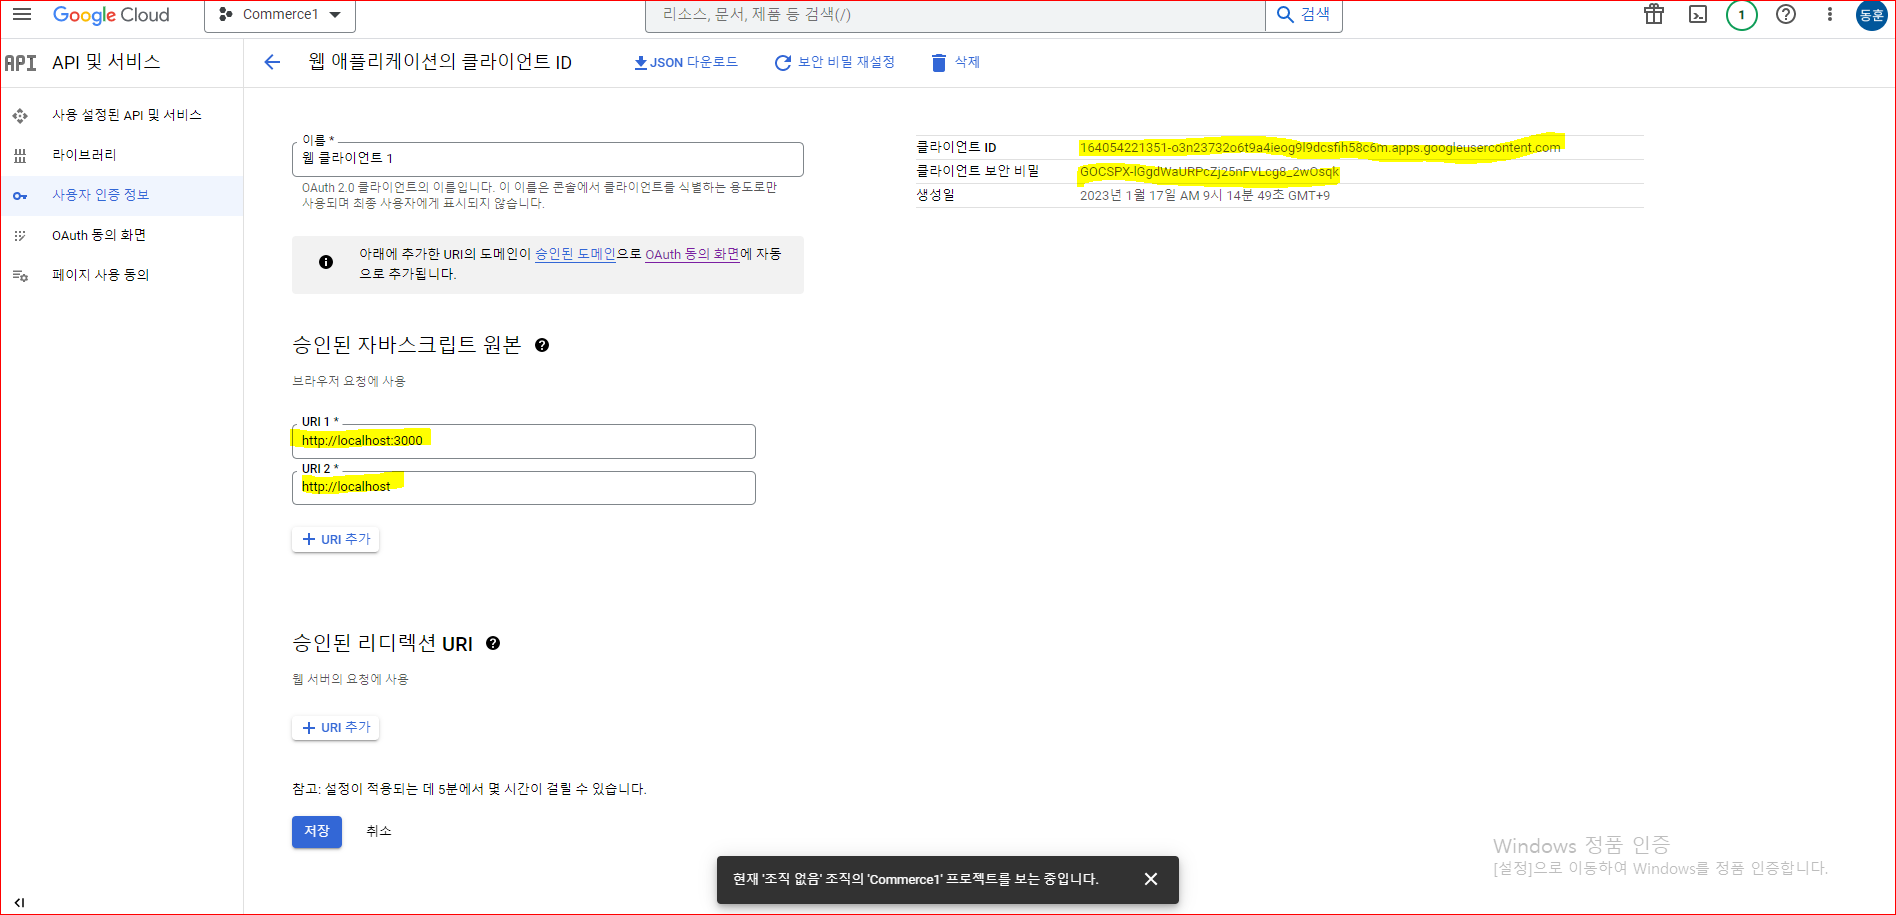 Google Cloud
Commerce1
리소스, 문서, 제품 등 검색(/)
검색
1
동훈
API
API 및 서비스
웹 애플리케이션의 클라이언트 ID
JSON 다운로드
보안 비밀 재설정
삭제
사용 설정된 API 및 서비스
라이브러리
사용자 인증 정보
OAuth 동의 화면
페이지 사용 동의
이름 *
웹 클라이언트 1
OAuth 2.0 클라이언트의 이름입니다. 이 이름은 콘솔에서 클라이언트를 식별하는 용도로만
사용되며 최종 사용자에게 표시되지 않습니다.
클라이언트 ID
164054221351-o3n23732o6t9a4ieog9l9dcsfih58c6m.apps.googleusercontent.com
클라이언트 보안 비밀
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
생성일
2023년 1월 17일 AM 9시 14분 49초 GMT+9
아래에 추가한 URI의 도메인이 승인된 도메인으로 OAuth 동의 화면에 자동
으로 추가됩니다.
승인된 자바스크립트 원본
브라우저 요청에 사용
URI 1 *
http://localhost:3000
URI 2 *
http://localhost
URI 추가
승인된 리디렉션 URI
웹 서버의 요청에 사용
URI 추가
참고: 설정이 적용되는 데 5분에서 몇 시간이 걸릴 수 있습니다.
저장
취소
현재 '조직 없음' 조직의 'Commerce1' 프로젝트를 보는 중입니다.
Windows 정품 인증
[설정]으로 이동하여 Windows를 정품 인증합니다.